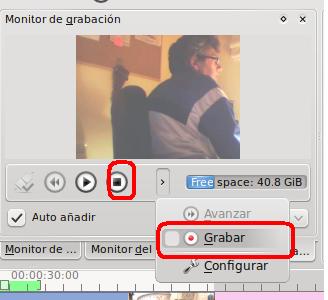 Monitor de grabación
Free space: 40.8 GiB
Auto añadir
Avanzar
Grabar
Configurar
Monitor de ...
Monitor del
a...
00:00:30:00